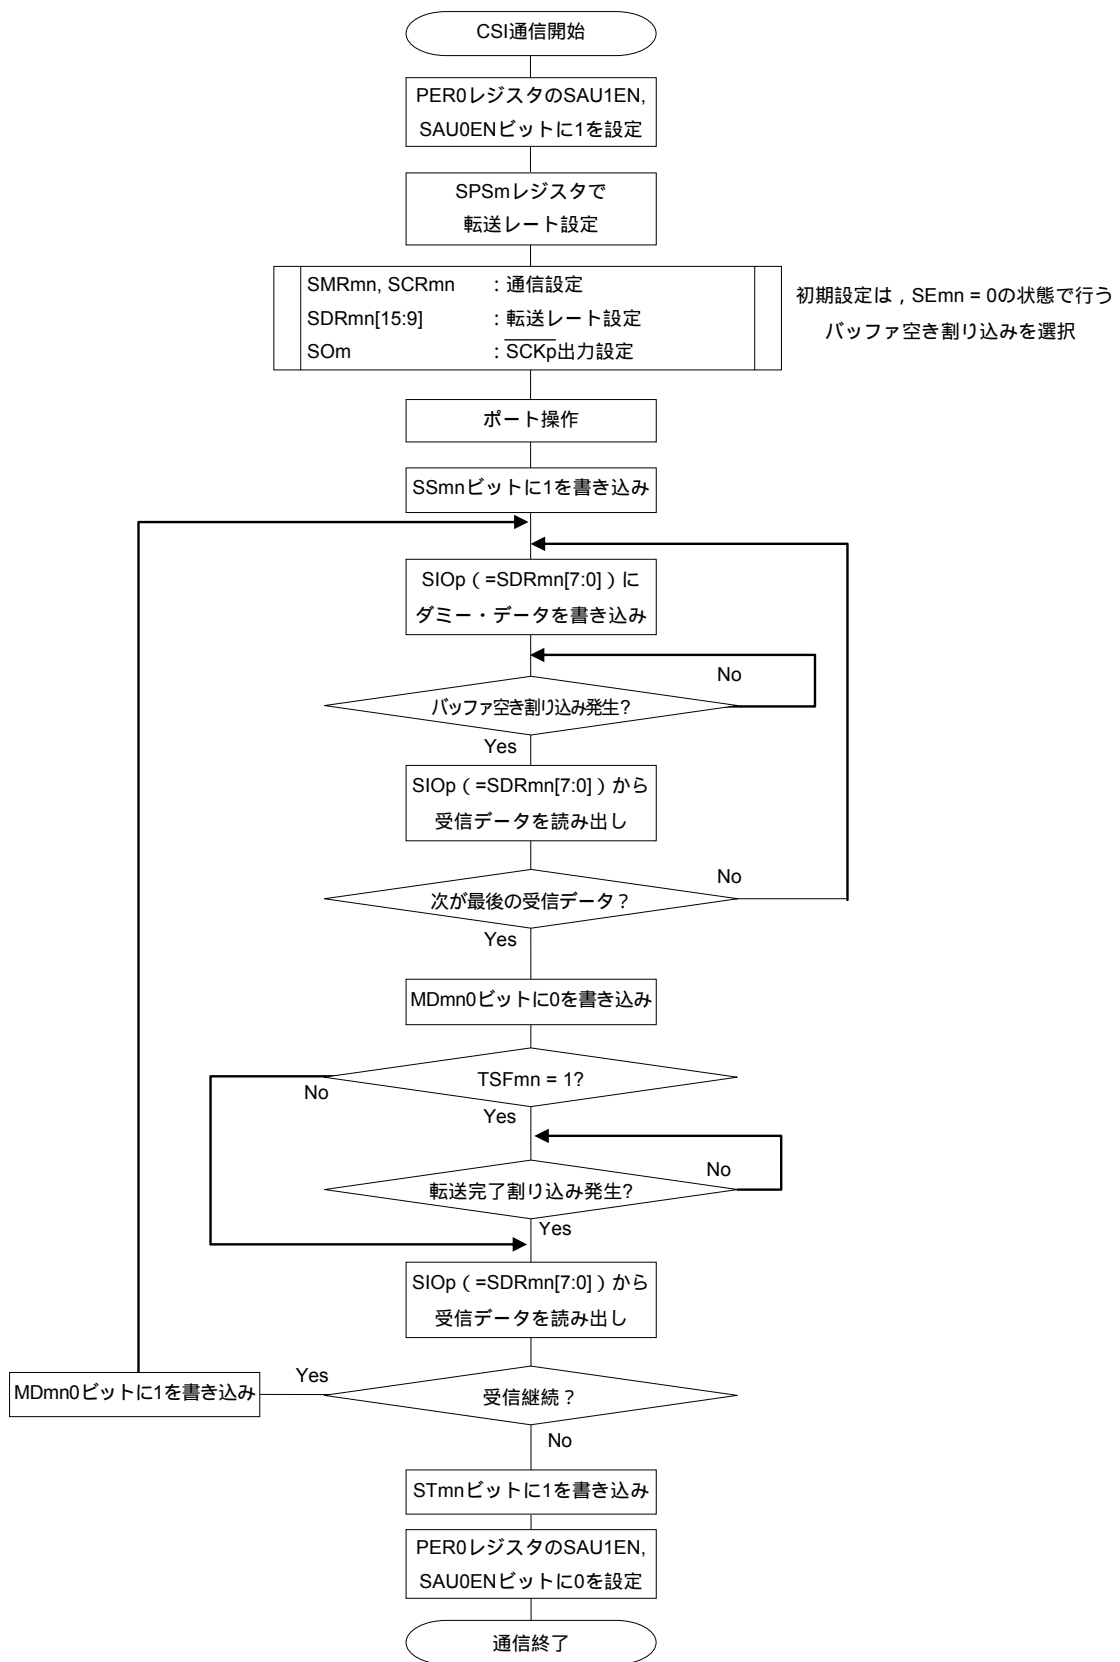 CSI通信開始
PER0レジスタのSAU1EN,
SAU0ENビットに1を設定
SPSmレジスタで
転送レート設定
SMRmn, SCRmn ：通信設定
SDRmn[15:9] ：転送レート設定
SOm ：SCKp出力設定
初期設定は，SEmn = 0の状態で行う
バッファ空き割り込みを選択
ポート操作
SSmnビットに1を書き込み
SIOp（=SDRmn[7:0]）に
ダミー・データを書き込み
No
バッファ空き割り込み発生？
Yes
SIOp（=SDRmn[7:0]）から
受信データを読み出し
No
次が最後の受信データ？
Yes
MDmn0ビットに0を書き込み
TSFmn = 1?
No
Yes
No
転送完了割り込み発生?
Yes
SIOp（=SDRmn[7:0]）から
受信データを読み出し
Yes
MDmn0ビットに1を書き込み
受信継続？
No
STmnビットに1を書き込み
PER0レジスタのSAU1EN,
SAU0ENビットに0を設定
通信終了